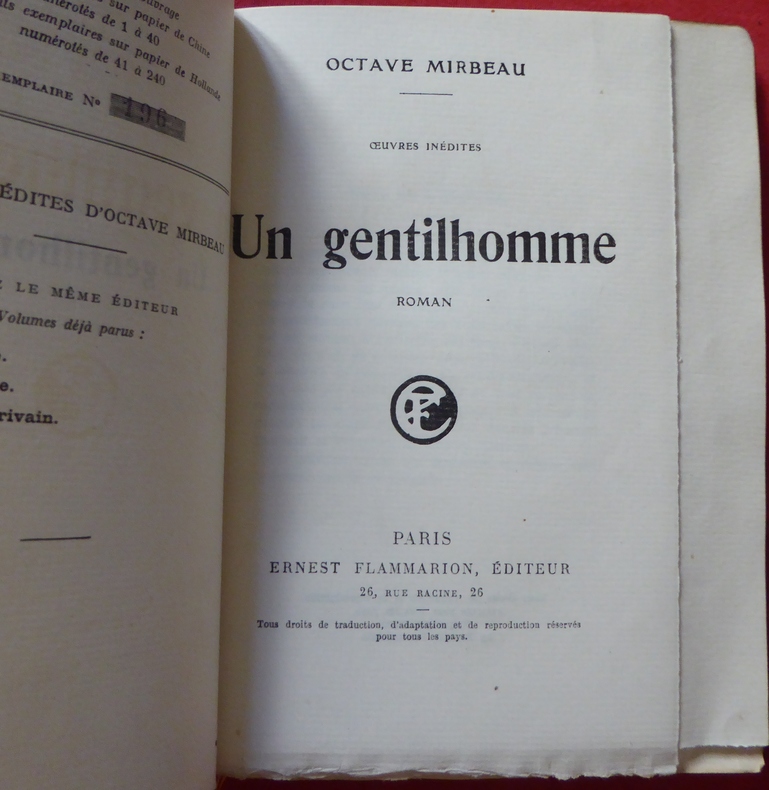 sur papier de Chine
numérotés de 1 à 40
exemplaires sur papier de Hollande
numérotés de 41 à 240
EMPLAIRE Nº 196
ÉDITES D'OCTAVE MIRBEAU
LE MÊME ÉDITEUR
Volumes déjà parus :
e.
rivain.
OCTAVE MIRBEAU
ŒUVRES INÉDITES
Un gentilhomme
ROMAN
PARIS
ERNEST FLAMMARION, ÉDITEUR
26, RUE RACINE, 26
Tous droits de traduction, d'adaptation et de reproduction réservés
pour tous les pays.